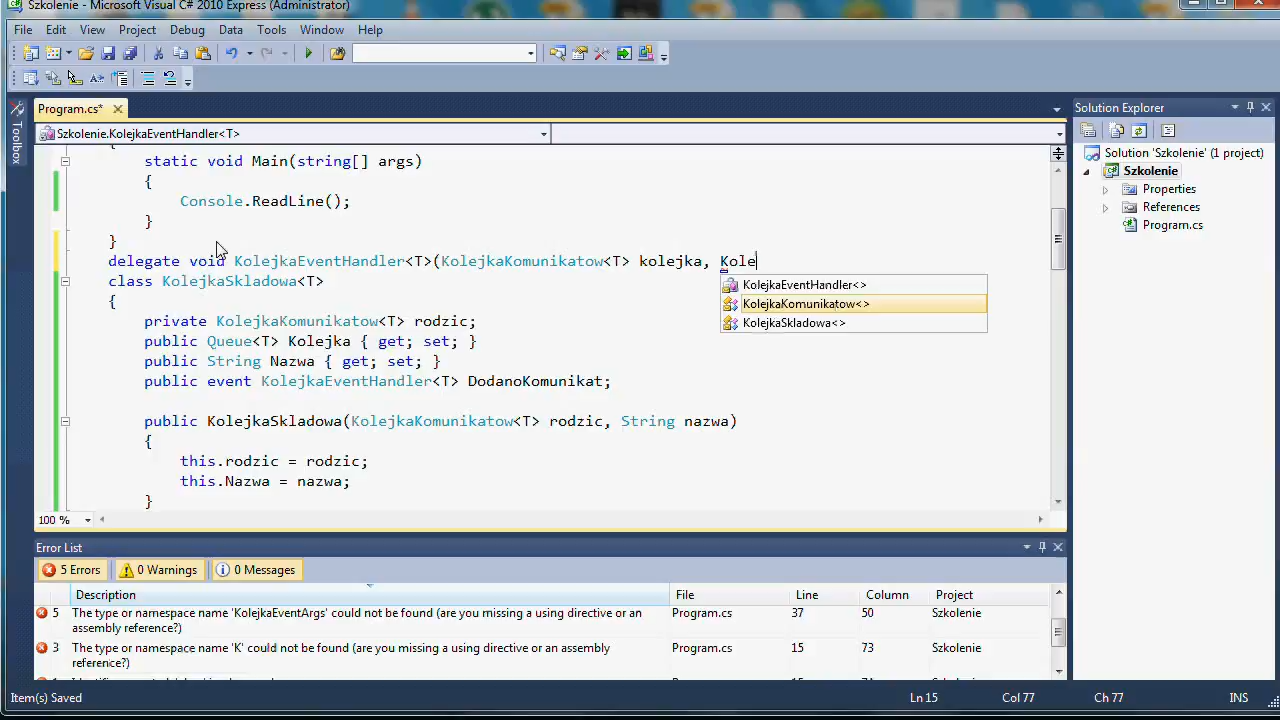 Szkolenie - Microsoft Visual C# 2010 Express (Administrator)
File Edit View Project Debug Data Tools Window Help
Program.cs* Solution Explorer
Szkolenie.KolejkaEventHandler<T>
Toolbox
Solution 'Szkolenie' (1 project)
Szkolenie
Properties
References
Program.cs
{
static void Main(string[] args)
{
Console.ReadLine();
}
}
delegate void KolejkaEventHandler<T>(KolejkaKomunikatow<T> kolejka, Kole
KolejkaEventHandler<>
KolejkaKomunikatow<>
KolejkaSkladowa<>
class KolejkaSkladowa<T>
{
private KolejkaKomunikatow<T> rodzic;
public Queue<T> Kolejka { get; set; }
public String Nazwa { get; set; }
public event KolejkaEventHandler<T> DodanoKomunikat;
public KolejkaSkladowa(KolejkaKomunikatow<T> rodzic, String nazwa)
{
this.rodzic = rodzic;
this.Nazwa = nazwa;
}
100 %
Error List
5 Errors 0 Warnings 0 Messages
Description File Line Column Project
5 The type or namespace name 'KolejkaEventArgs' could not be found (are you missing a using directive or an Program.cs 37 50 Szkolenie
assembly reference?)
3 The type or namespace name 'K' could not be found (are you missing a using directive or an assembly Program.cs 15 73 Szkolenie
reference?)
Item(s) Saved Ln 15 Col 77 Ch 77 INS